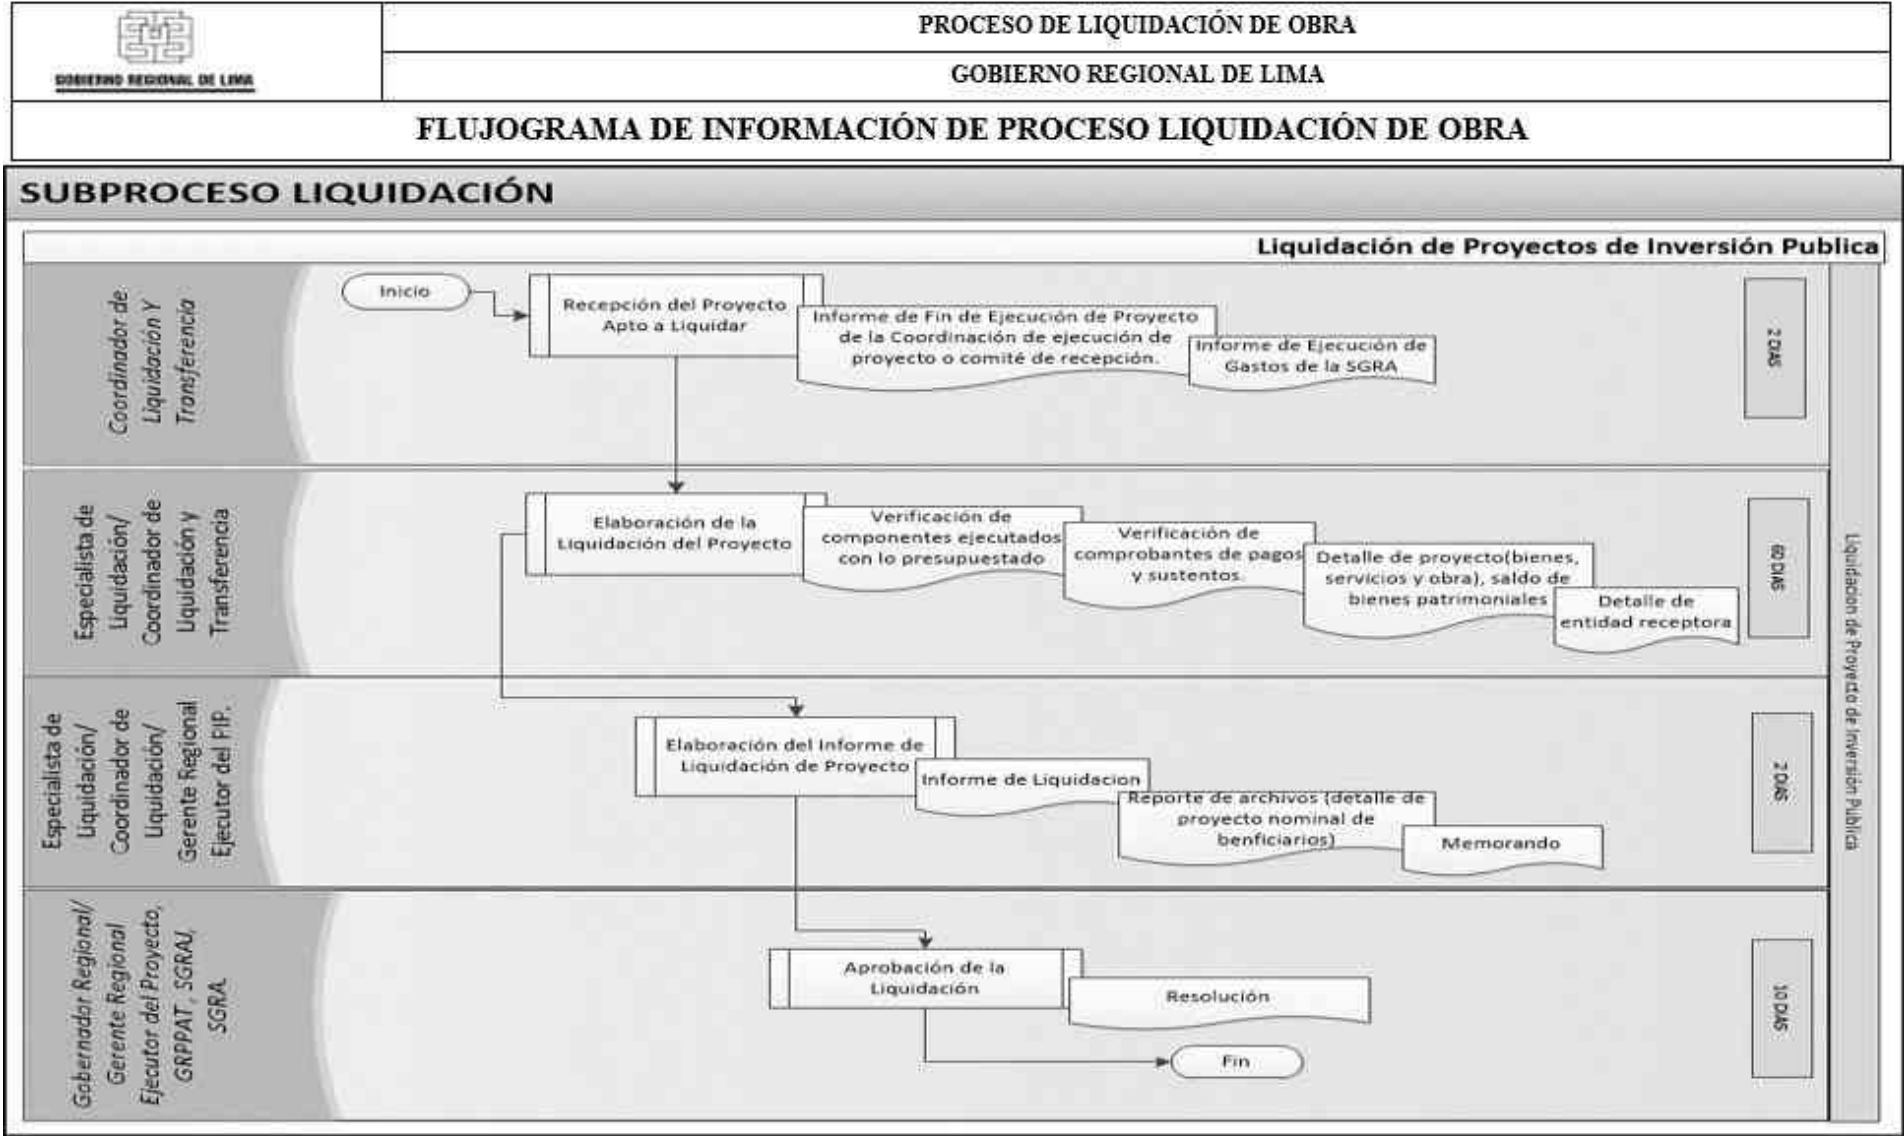 GOBIERNO REGIONAL DE LIMA
PROCESO DE LIQUIDACIÓN DE OBRA
GOBIERNO REGIONAL DE LIMA
FLUJOGRAMA DE INFORMACIÓN DE PROCESO LIQUIDACIÓN DE OBRA
SUBPROCESO LIQUIDACIÓN
Liquidación de Proyectos de Inversión Publica
Coordinador de
Liquidación Y
Transferencia
Inicio
Recepción del Proyecto
Apto a Liquidar
Informe de Fin de Ejecución de Proyecto
de la Coordinación de ejecución de
proyecto o comité de recepción.
Informe de Ejecución de
Gastos de la SGRA
2 DIAS
Especialista de
Liquidación/
Coordinador de
Liquidación y
Transferencia
Elaboración de la
Liquidación del Proyecto
Verificación de
componentes ejecutados
con lo presupuestado
Verificación de
comprobantes de pagos
y sustentos.
Detalle de proyecto(bienes,
servicios y obra), saldo de
bienes patrimoniales
Detalle de
entidad receptora
60 DIAS
Especialista de
Liquidación/
Coordinador de
Liquidación/
Gerente Regional
Ejecutor del PIP.
Elaboración del Informe de
Liquidación de Proyecto
Informe de Liquidacion
Reporte de archivos (detalle de
proyecto nominal de
benficiarios)
Memorando
2 DIAS
Gobernador Regional/
Gerente Regional
Ejecutor del Proyecto,
GRPPAT, SGRAJ,
SGRA.
Aprobación de la
Liquidación
Resolución
Fin
10 DIAS
Liquidacion de Proyecto de Inversión Publica